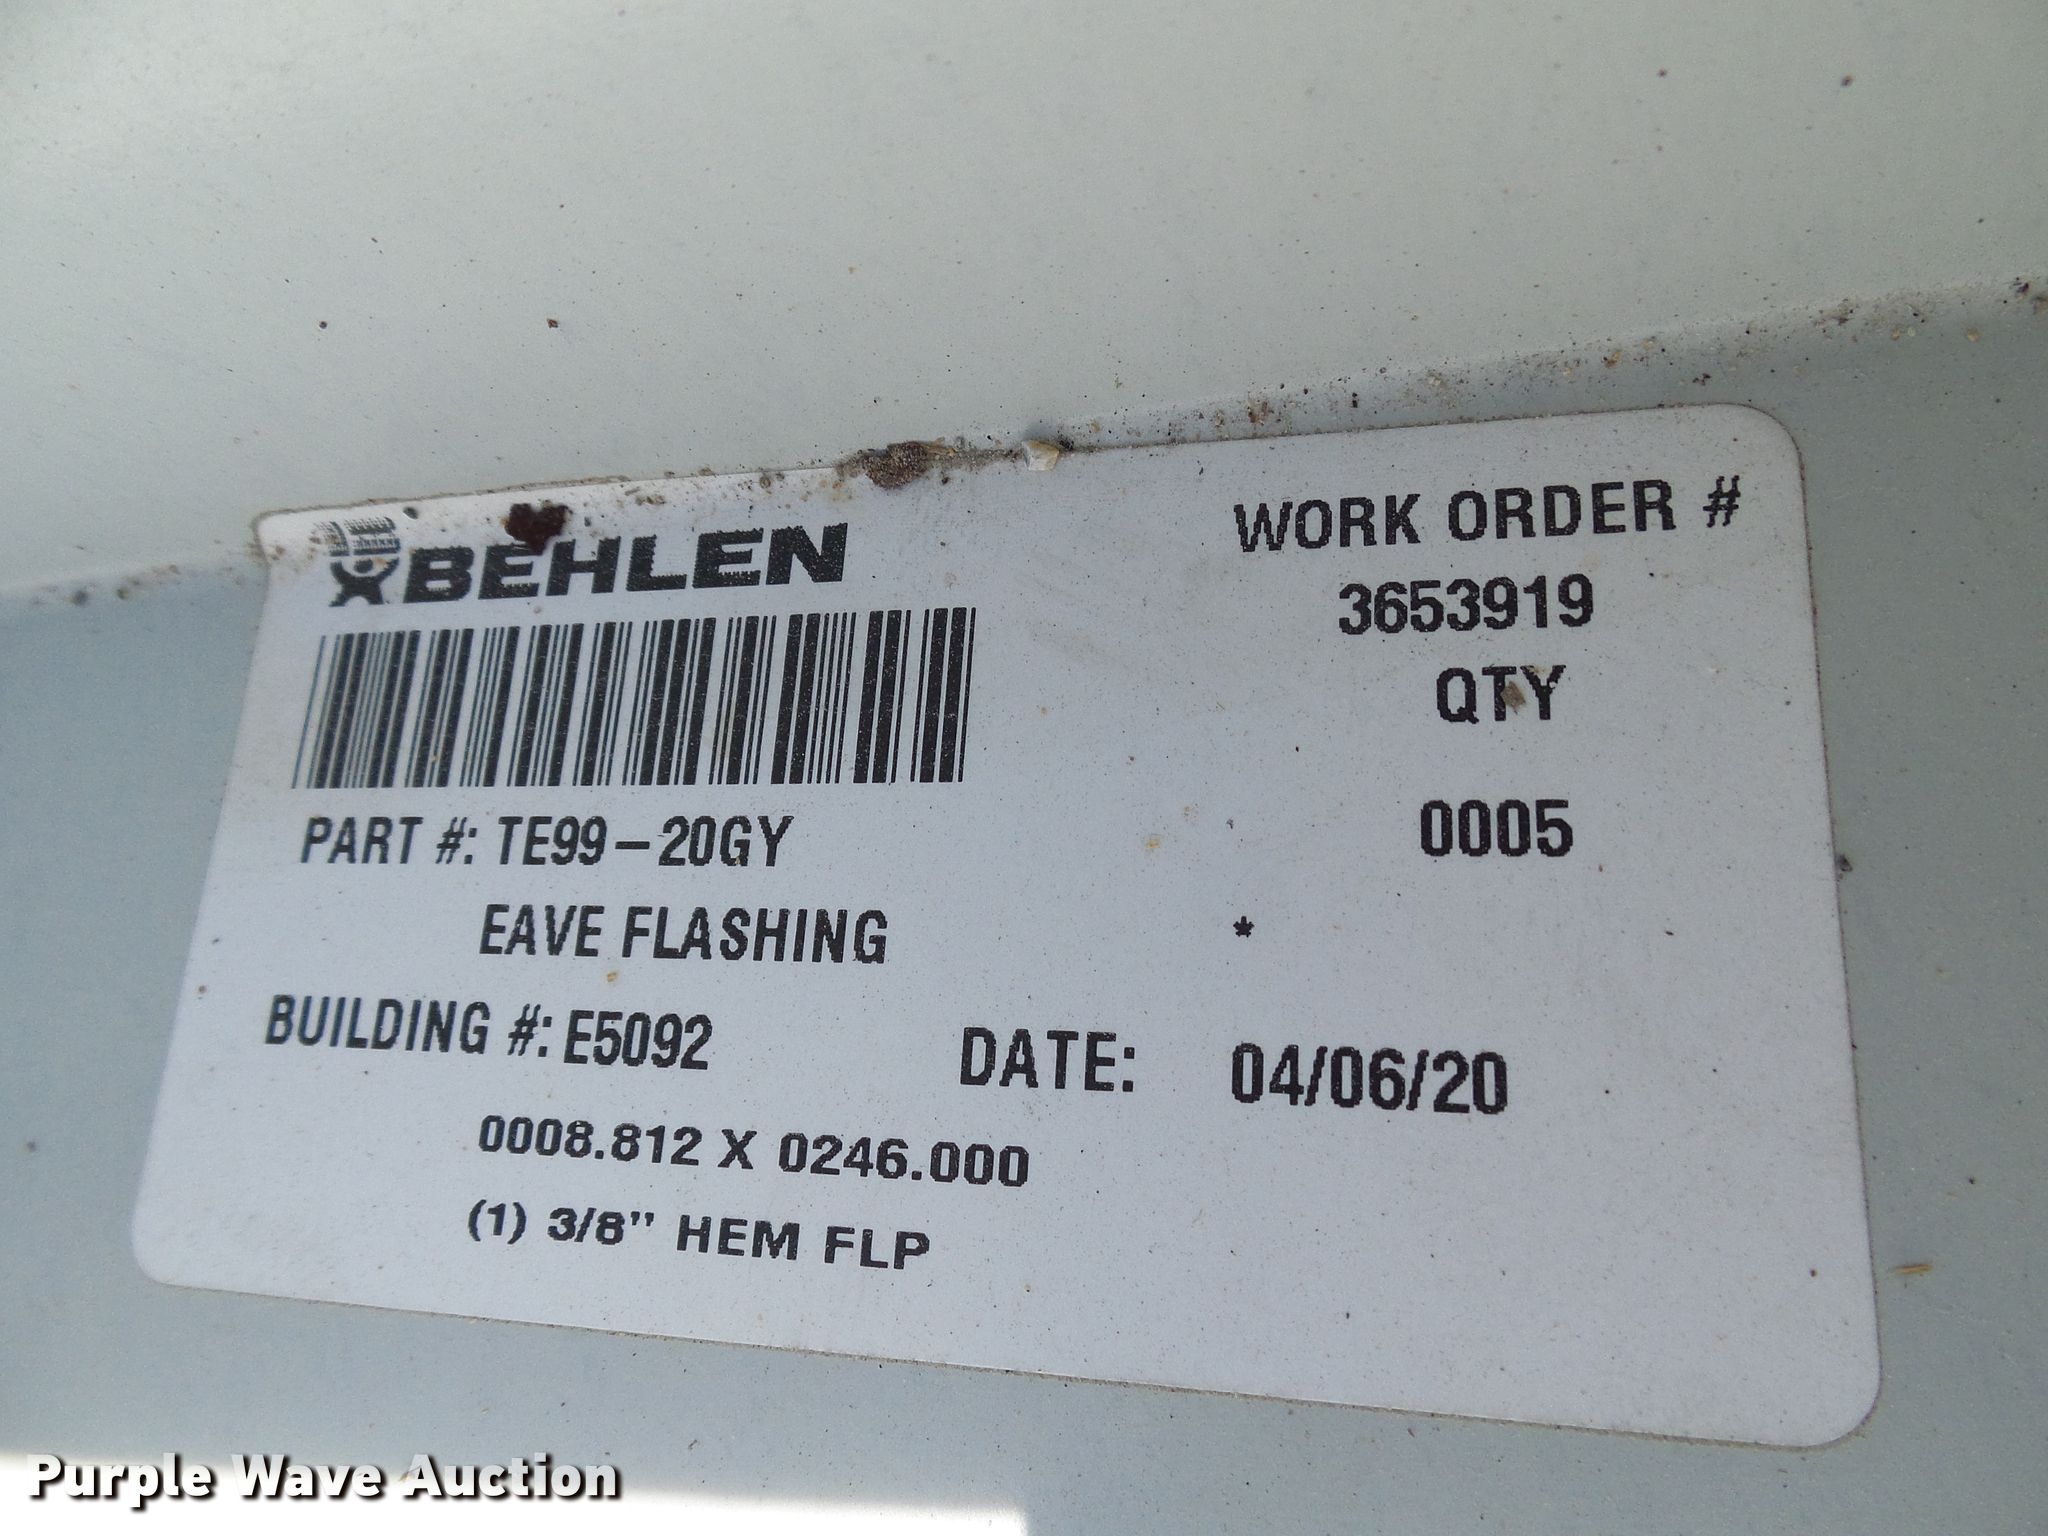 BEHLEN
WORK ORDER #
3653919
QTY
0005
PART #: TE99-20GY
EAVE FLASHING
*
BUILDING #: E5092
DATE: 04/06/20
0008.812 X 0246.000
(1) 3/8" HEM FLP
Purple Wave Auction